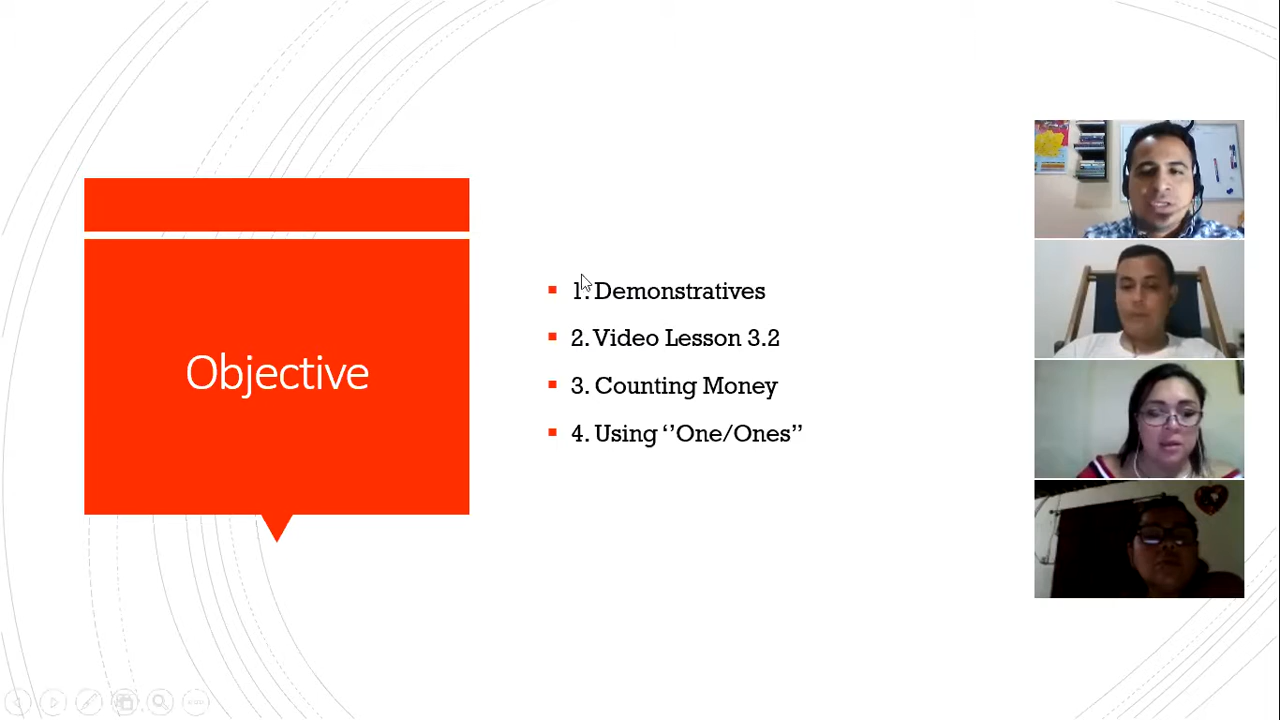 Objective
1. Demonstratives
2. Video Lesson 3.2
3. Counting Money
4. Using ‘’One/Ones”